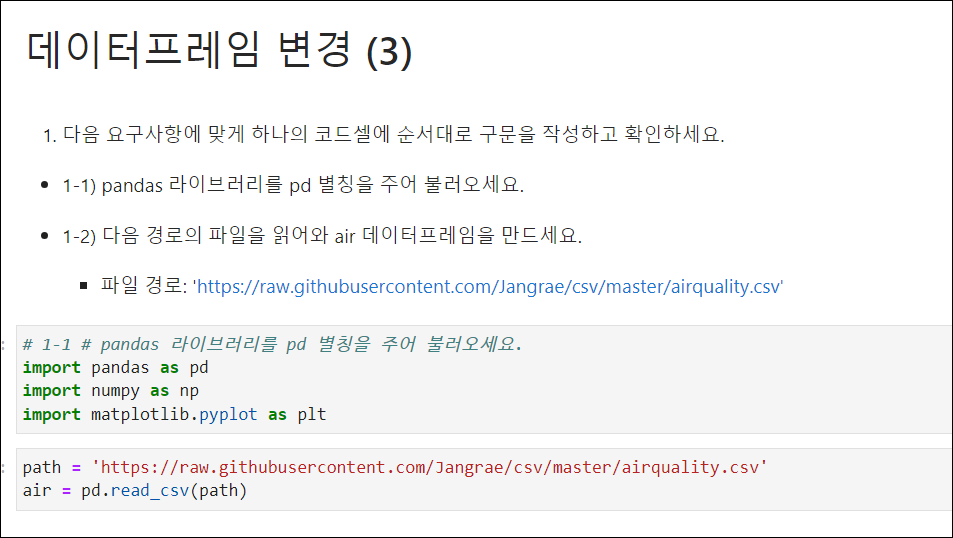 데이터프레임 변경 (3)
1. 다음 요구사항에 맞게 하나의 코드셀에 순서대로 구문을 작성하고 확인하세요.
• 1-1) pandas 라이브러리를 pd 별칭을 주어 불러오세요.
• 1-2) 다음 경로의 파일을 읽어와 air 데이터프레임을 만드세요.
▪ 파일 경로: 'https://raw.githubusercontent.com/Jangrae/csv/master/airquality.csv'
# 1-1 # pandas 라이브러리를 pd 별칭을 주어 불러오세요.
import pandas as pd
import numpy as np
import matplotlib.pyplot as plt
path = 'https://raw.githubusercontent.com/Jangrae/csv/master/airquality.csv'
air = pd.read_csv(path)